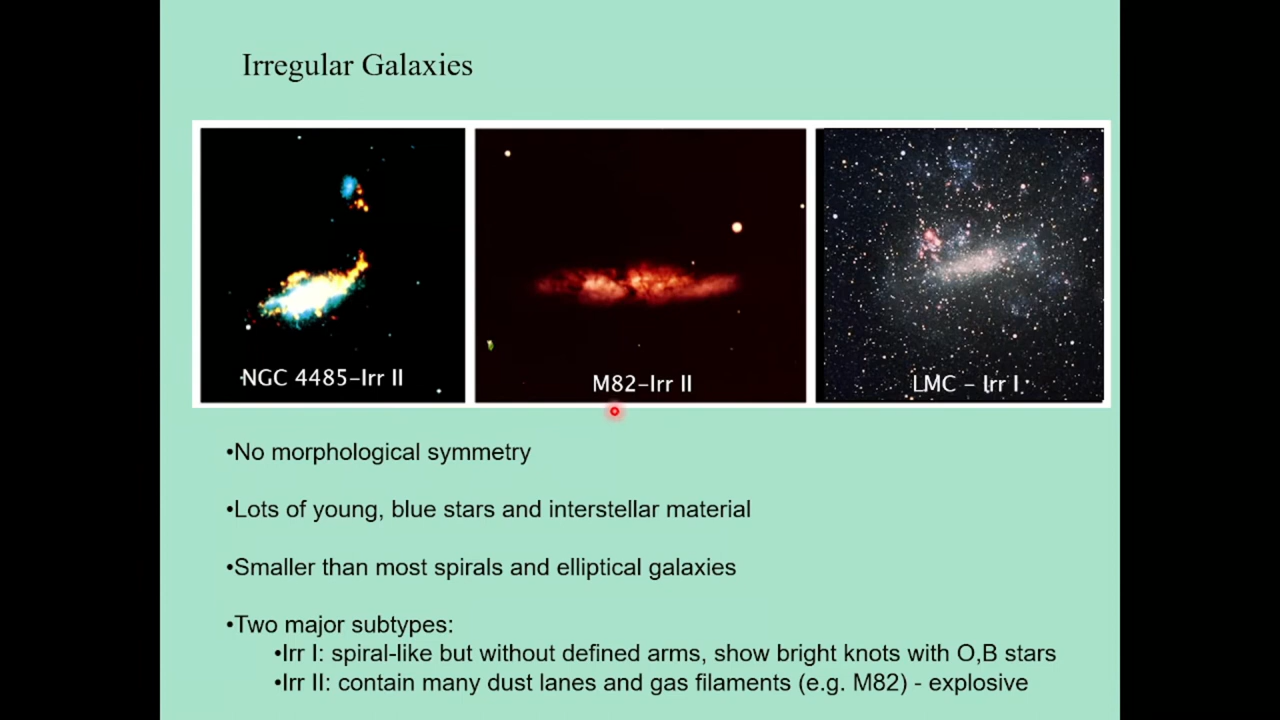 Irregular Galaxies
NGC 4485-Irr II
M82-Irr II
LMC - Irr I
•No morphological symmetry
•Lots of young, blue stars and interstellar material
•Smaller than most spirals and elliptical galaxies
•Two major subtypes:
•Irr I: spiral-like but without defined arms, show bright knots with O,B stars
•Irr II: contain many dust lanes and gas filaments (e.g. M82) - explosive